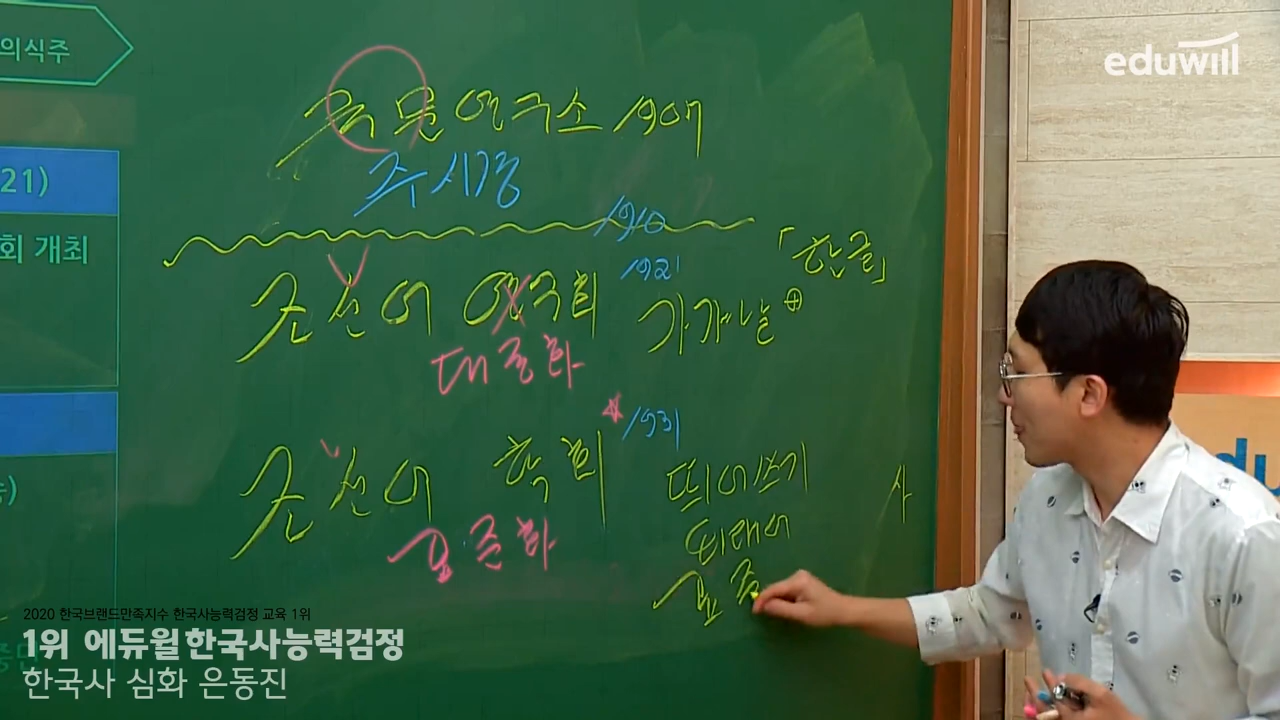 의식주
eduwill
국문연구소 1907
주시경
21)
1910
회 개최
조선어 연구회 1921 가갸날 「한글」
대중화
조선어 학회 1931 띄어쓰기 사
표준화 외래어
표준
2020 한국브랜드만족지수 한국사능력검정 교육 1위
1위 에듀윌 한국사능력검정
한국사 심화 은동진